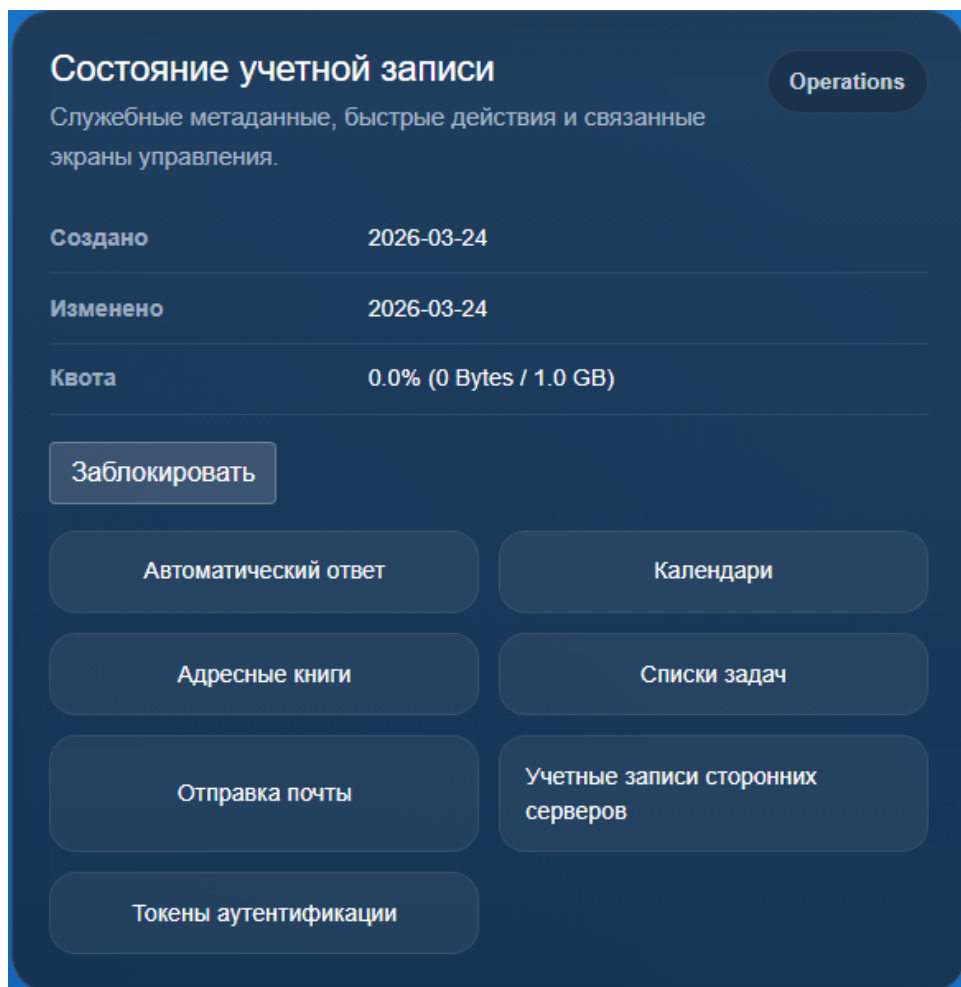 Состояние учетной записи
Operations
Служебные метаданные, быстрые действия и связанные
экраны управления.
Создано 2026-03-24
Изменено 2026-03-24
Квота 0.0% (0 Bytes / 1.0 GB)
Заблокировать
Автоматический ответ
Календари
Адресные книги
Списки задач
Отправка почты
Учетные записи сторонних
серверов
Токены аутентификации